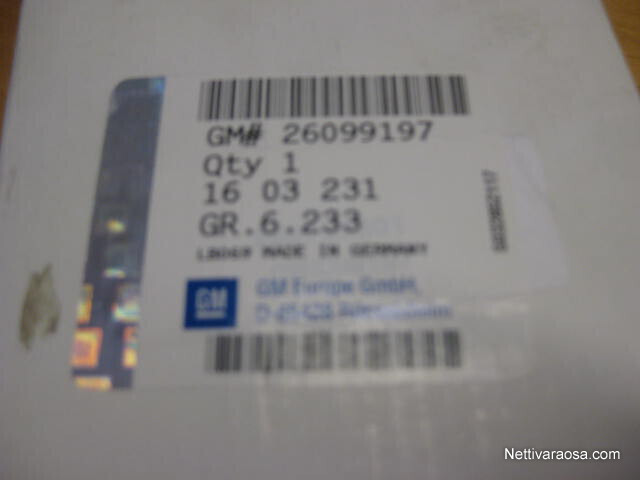 GM# 26099197
Qty 1
16 03 231
GR.6.233
MADE IN GERMANY
GM
GM Europe GmbH
Nettivaraosa.com